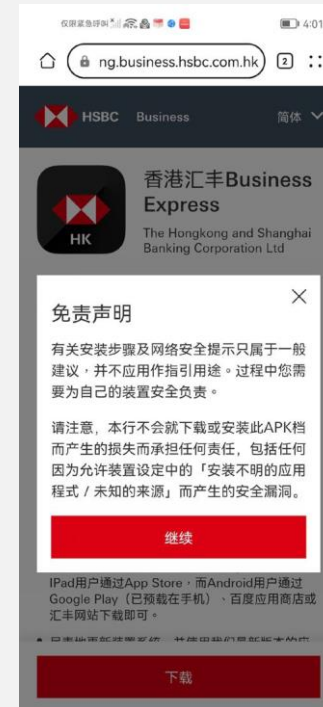 仅限紧急呼叫
4:01
ng.business.hsbc.com.hk
2
HSBC Business
简体
HK
香港汇丰Business
Express
The Hongkong and Shanghai
Banking Corporation Ltd
免责声明
有关安装步骤及网络安全提示只属于一般
建议，并不应用作指引用途。过程中您需
要为自己的装置安全负责。
请注意，本行不会就下载或安装此APK档
而产生的损失而承担任何责任，包括任何
因为允许装置设定中的「安装不明的应用
程式 / 未知的来源」而产生的安全漏洞。
继续
IPad用户通过App Store，而Android用户通过
Google Play（已预载在手机）、百度应用商店或
汇丰网站下载即可。
下载